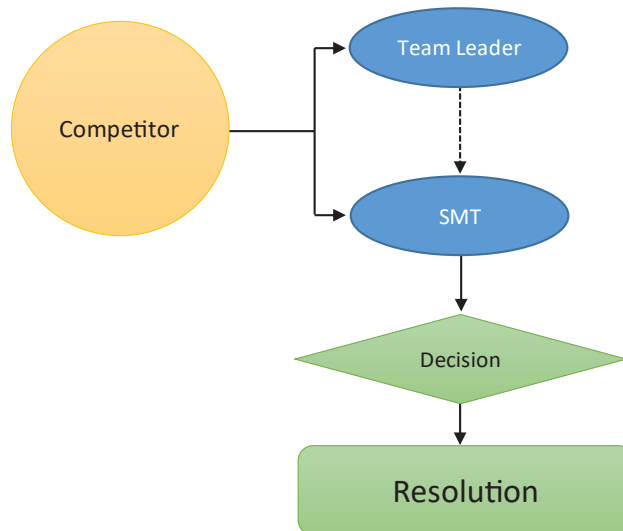 Team Leader
Competitor
SMT
Decision
Resolution